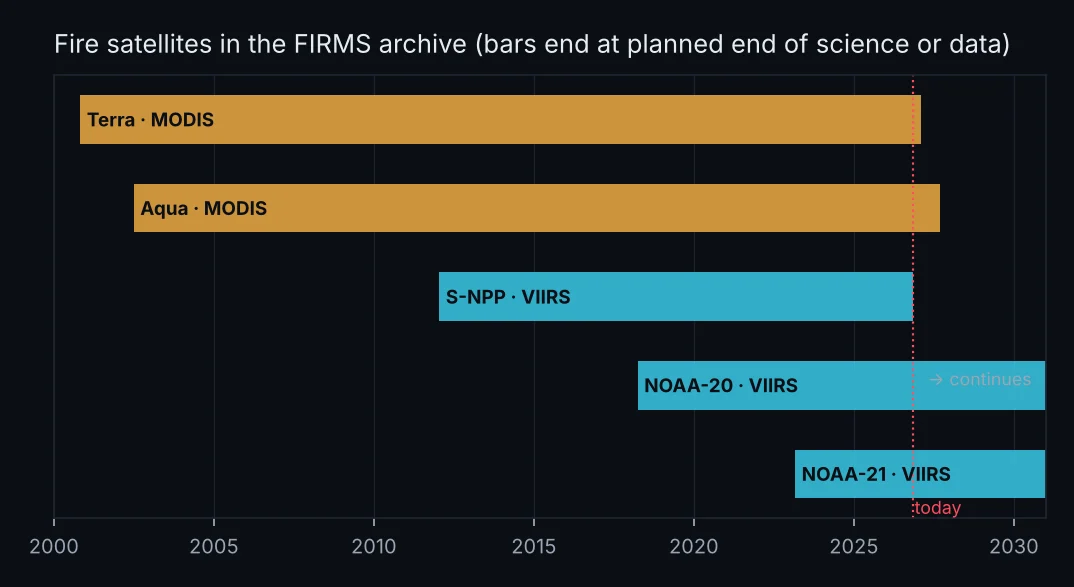 Fire satellites in the FIRMS archive (bars end at planned end of science or data)
Terra · MODIS
Aqua · MODIS
S-NPP · VIIRS
NOAA-20 · VIIRS
→ continues
NOAA-21 · VIIRS
today
2000 2005 2010 2015 2020 2025 2030